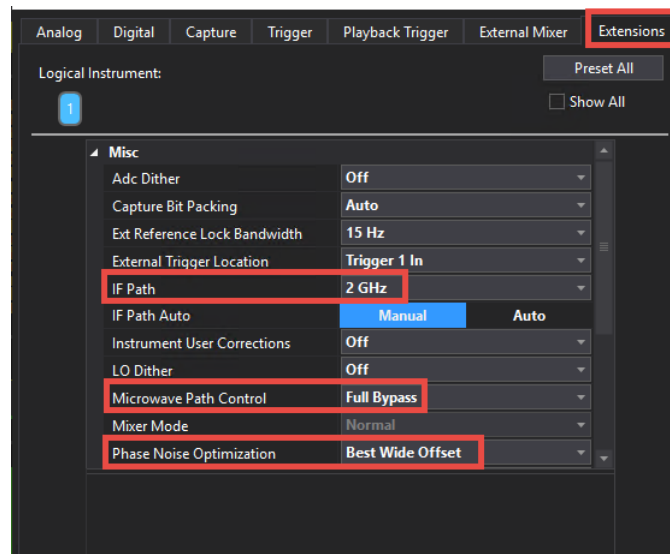 Analog Digital Capture Trigger Playback Trigger External Mixer Extensions
Logical Instrument: Preset All
1 Show All
Misc
Adc Dither Off
Capture Bit Packing Auto
Ext Reference Lock Bandwidth 15 Hz
External Trigger Location Trigger 1 In
IF Path 2 GHz
IF Path Auto Manual Auto
Instrument User Corrections Off
LO Dither Off
Microwave Path Control Full Bypass
Mixer Mode Normal
Phase Noise Optimization Best Wide Offset